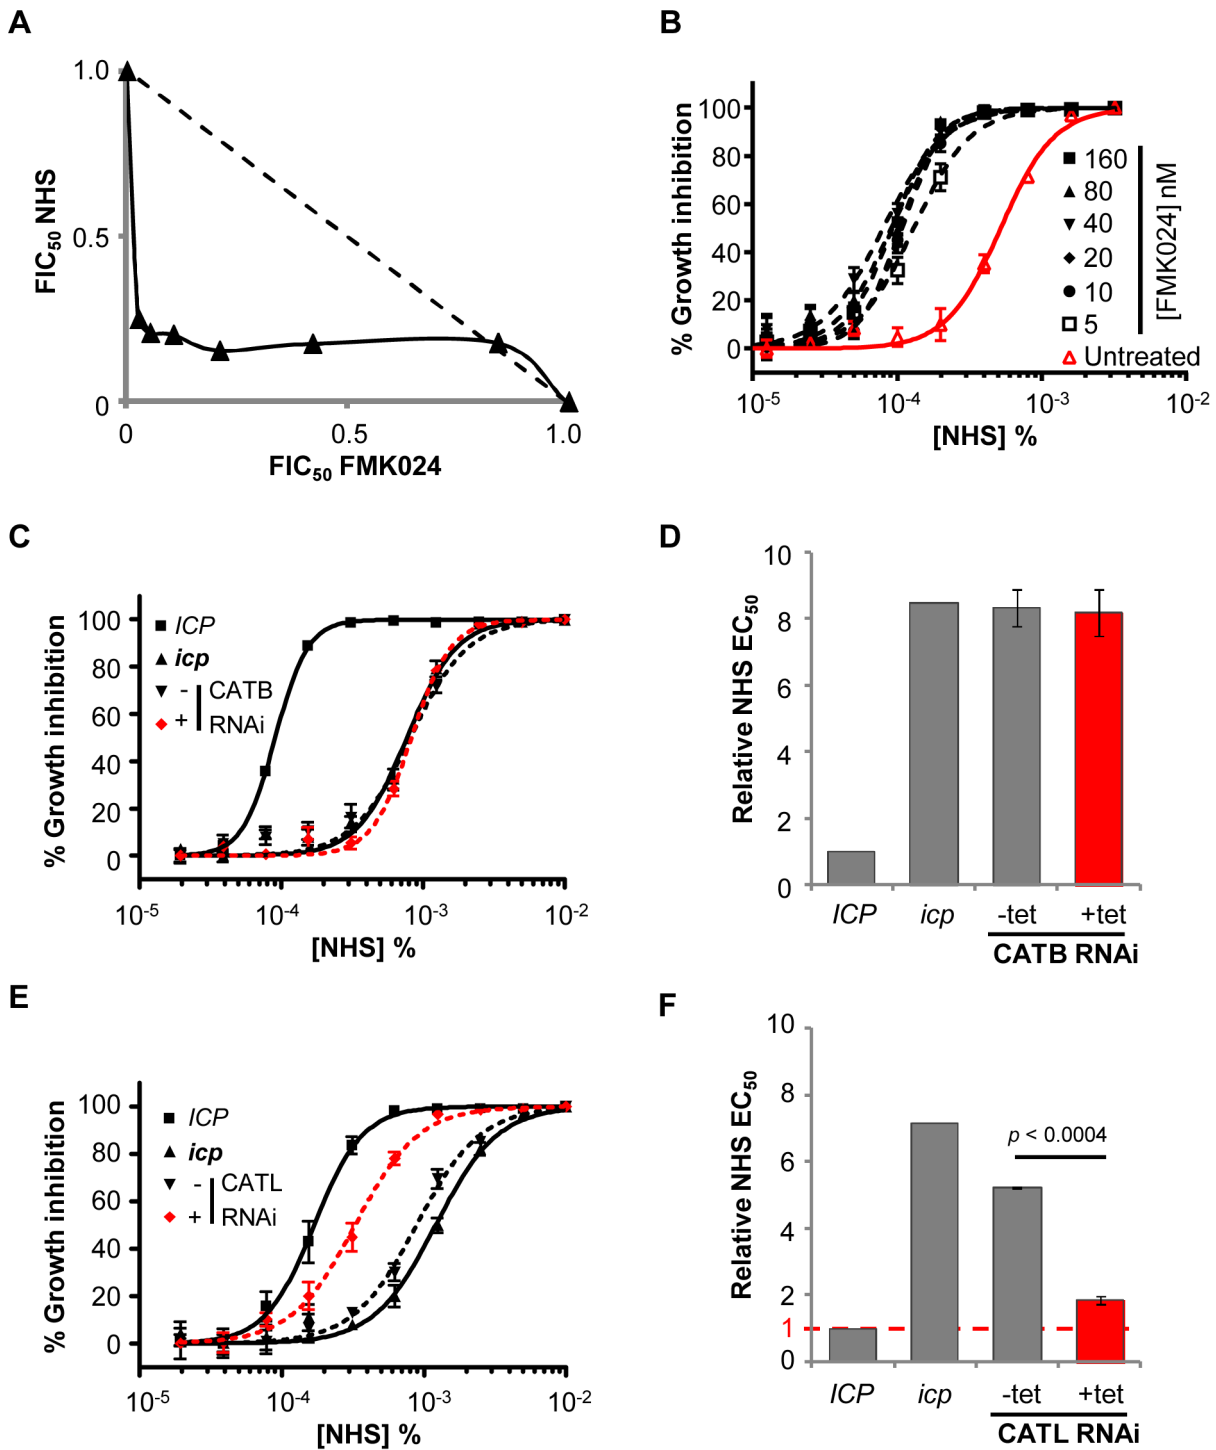 A
1.0
0.5
0
0
0.5
1.0
FIC50 NHS
FIC50 FMK024
B
100
80
60
40
20
0
% Growth inhibition
160
80
40
20
10
5
Untreated
[FMK024] nM
10-5
10-4
10-3
10-2
[NHS] %
C
100
80
60
40
20
0
% Growth inhibition
ICP
icp
- CATB
+ RNAi
10-5
10-4
10-3
10-2
[NHS] %
D
10
8
6
4
2
0
Relative NHS EC50
ICP
icp
-tet
+tet
CATB RNAi
E
100
80
60
40
20
0
% Growth inhibition
ICP
icp
- CATL
+ RNAi
10-5
10-4
10-3
10-2
[NHS] %
F
10
8
6
4
2
1
0
Relative NHS EC50
p < 0.0004
ICP
icp
-tet
+tet
CATL RNAi